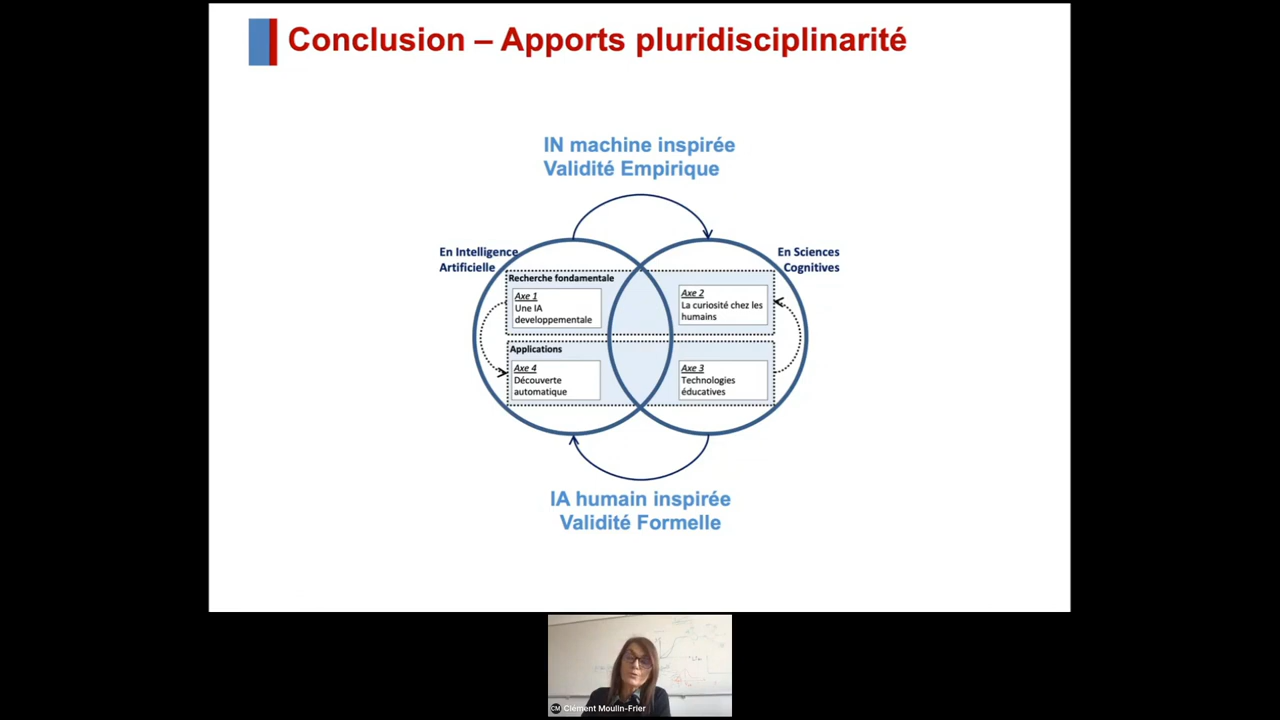 Conclusion – Apports pluridisciplinarité
IN machine inspirée
Validité Empirique
En Intelligence
Artificielle
En Sciences
Cognitives
Recherche fondamentale
Axe 1
Une IA
developpementale
Axe 2
La curiosité chez les
humains
Applications
Axe 4
Découverte
automatique
Axe 3
Technologies
éducatives
IA humain inspirée
Validité Formelle
CM Clément Moulin-Frier